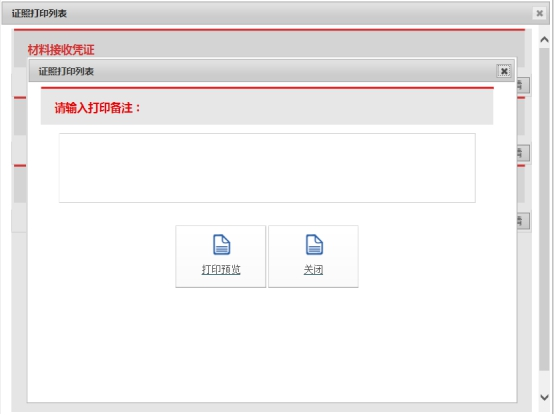 证照打印列表
材料接收凭证
证照打印列表
请输入打印备注：
打印预览
关闭